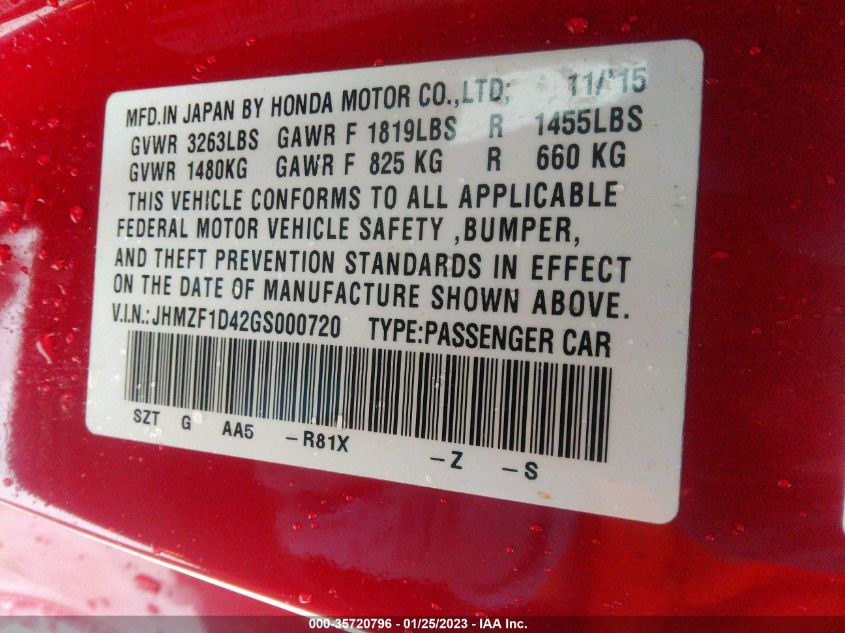 MFD.IN JAPAN BY HONDA MOTOR CO.,LTD; 11/'15
GVWR 3263LBS GAWR F 1819LBS R 1455LBS
GVWR 1480KG GAWR F 825 KG R 660 KG
THIS VEHICLE CONFORMS TO ALL APPLICABLE
FEDERAL MOTOR VEHICLE SAFETY ,BUMPER,
AND THEFT PREVENTION STANDARDS IN EFFECT
ON THE DATE OF MANUFACTURE SHOWN ABOVE.
V.I.N.:JHMZF1D42GS000720 TYPE:PASSENGER CAR
SZT G AA5 -R81X -Z -S
000-35720796 - 01/25/2023 - IAA Inc.